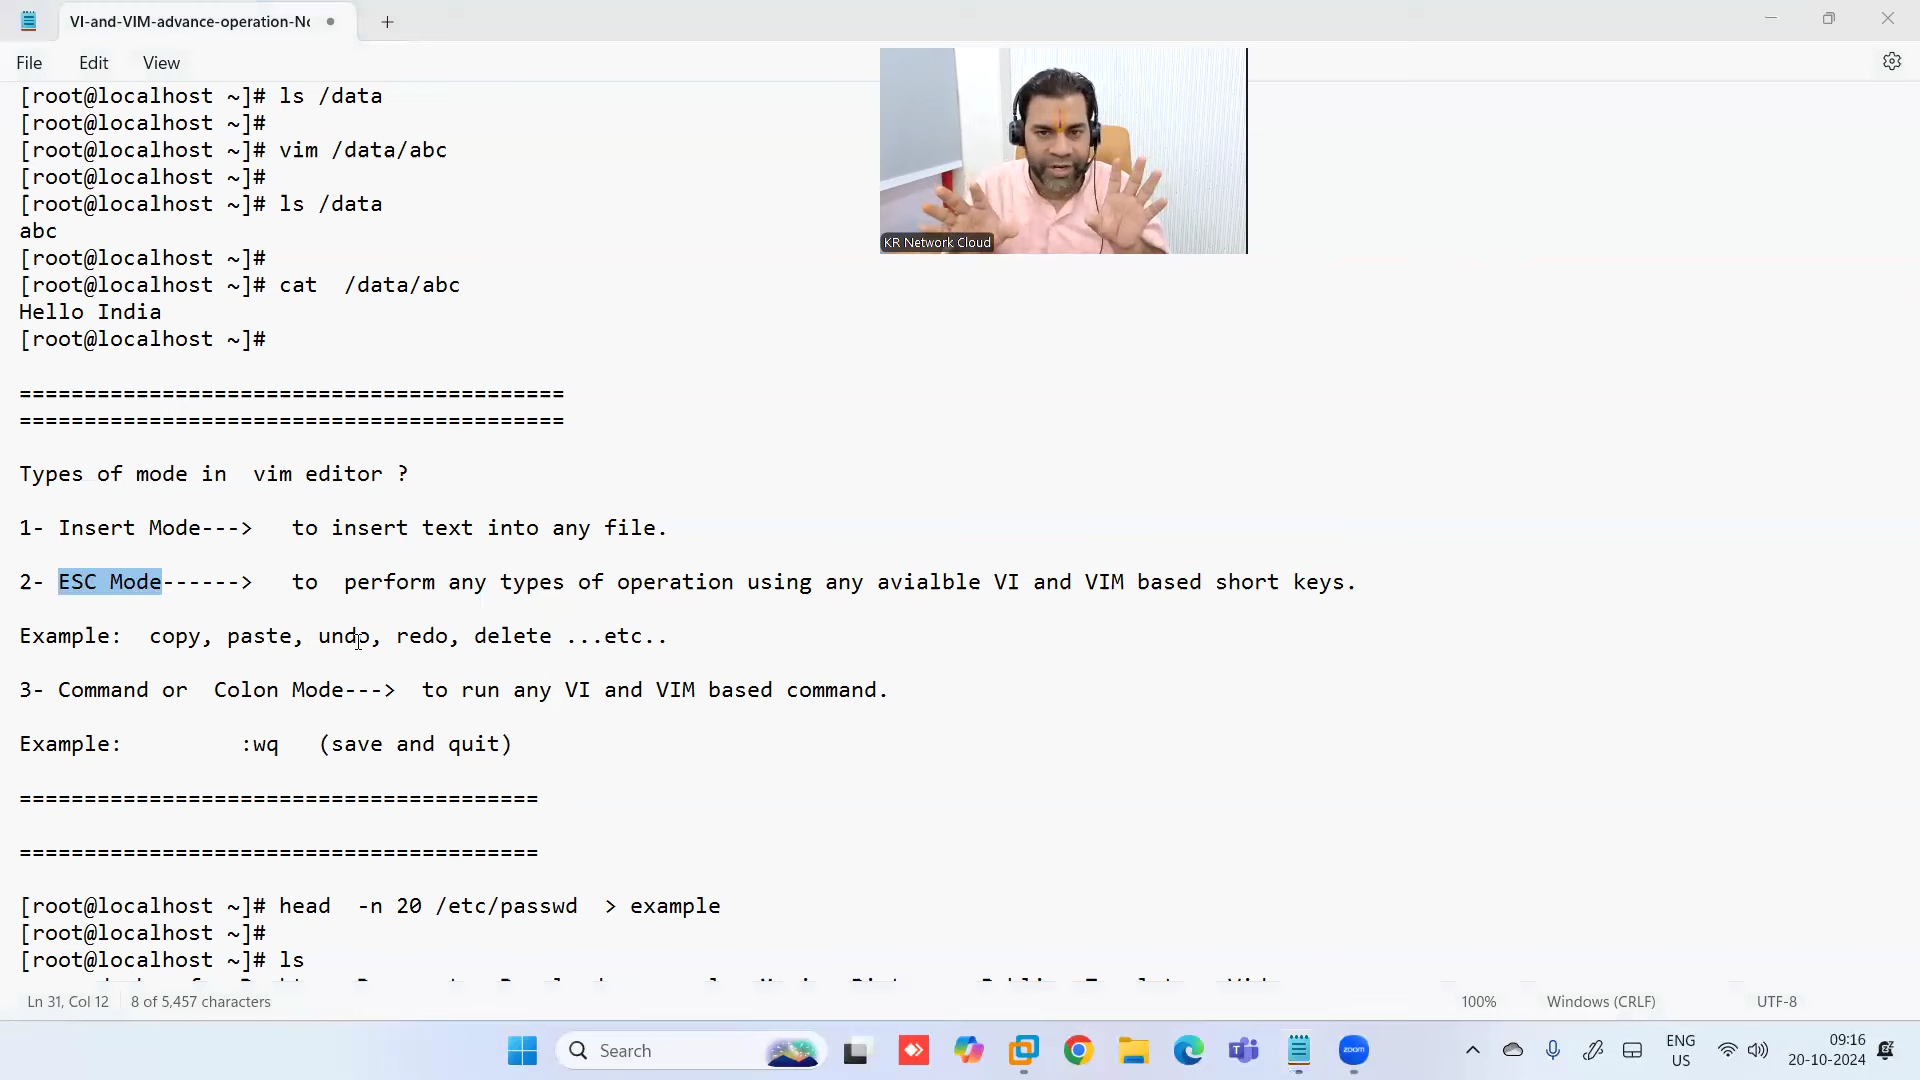 VI-and-VIM-advance-operation-No
File Edit View
[root@localhost ~]# ls /data
[root@localhost ~]#
[root@localhost ~]# vim /data/abc
[root@localhost ~]#
[root@localhost ~]# ls /data
abc
[root@localhost ~]#
[root@localhost ~]# cat  /data/abc
Hello India
[root@localhost ~]#
KR Network Cloud
==========================================
==========================================
Types of mode in  vim editor ?
1- Insert Mode--->   to insert text into any file.
2- ESC Mode------>   to  perform any types of operation using any avialble VI and VIM based short keys.
Example:  copy, paste, undo, redo, delete ...etc..
3- Command or  Colon Mode--->  to run any VI and VIM based command.
Example:         :wq   (save and quit)
========================================
========================================
[root@localhost ~]# head  -n 20 /etc/passwd  > example
[root@localhost ~]#
[root@localhost ~]# ls
Ln 31, Col 12 8 of 5,457 characters 100% Windows (CRLF) UTF-8
Search
zoom
ENG
US
09:16
20-10-2024